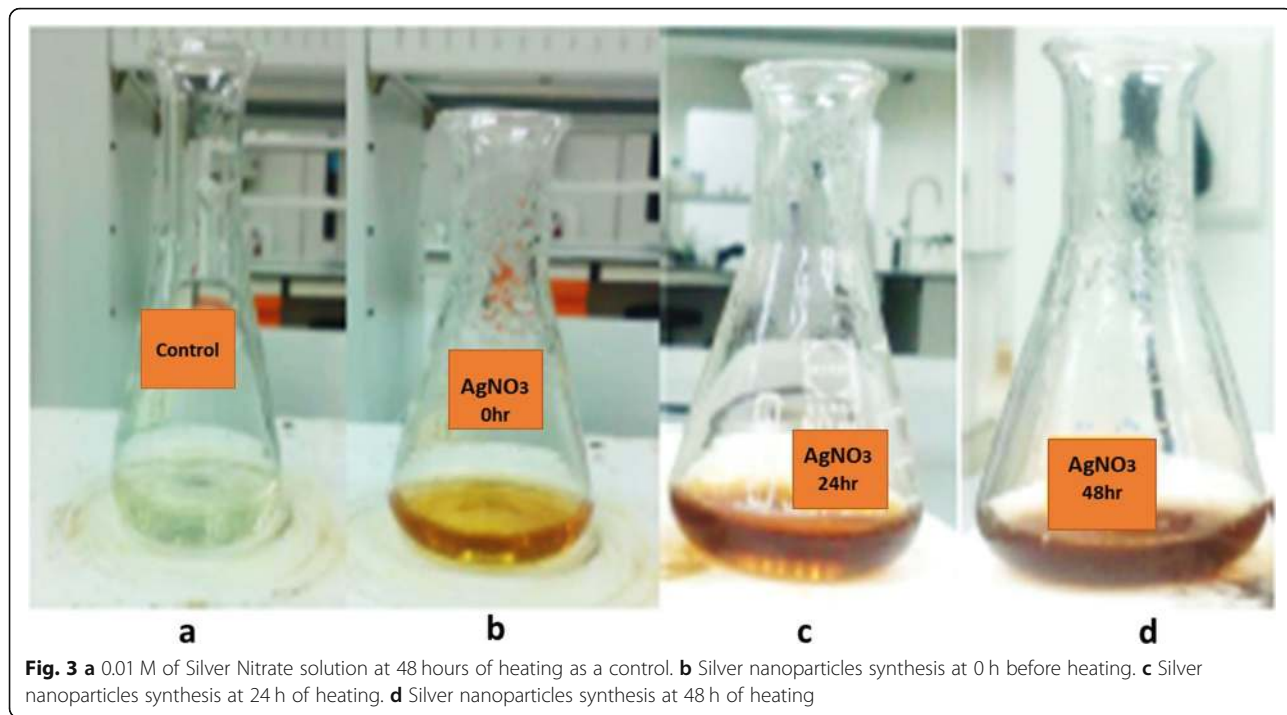 Control
AgNO3
0hr
AgNO3
24hr
AgNO3
48hr
a
b
c
d
Fig. 3 a 0.01 M of Silver Nitrate solution at 48 hours of heating as a control. b Silver nanoparticles synthesis at 0 h before heating. c Silver
nanoparticles synthesis at 24 h of heating. d Silver nanoparticles synthesis at 48 h of heating